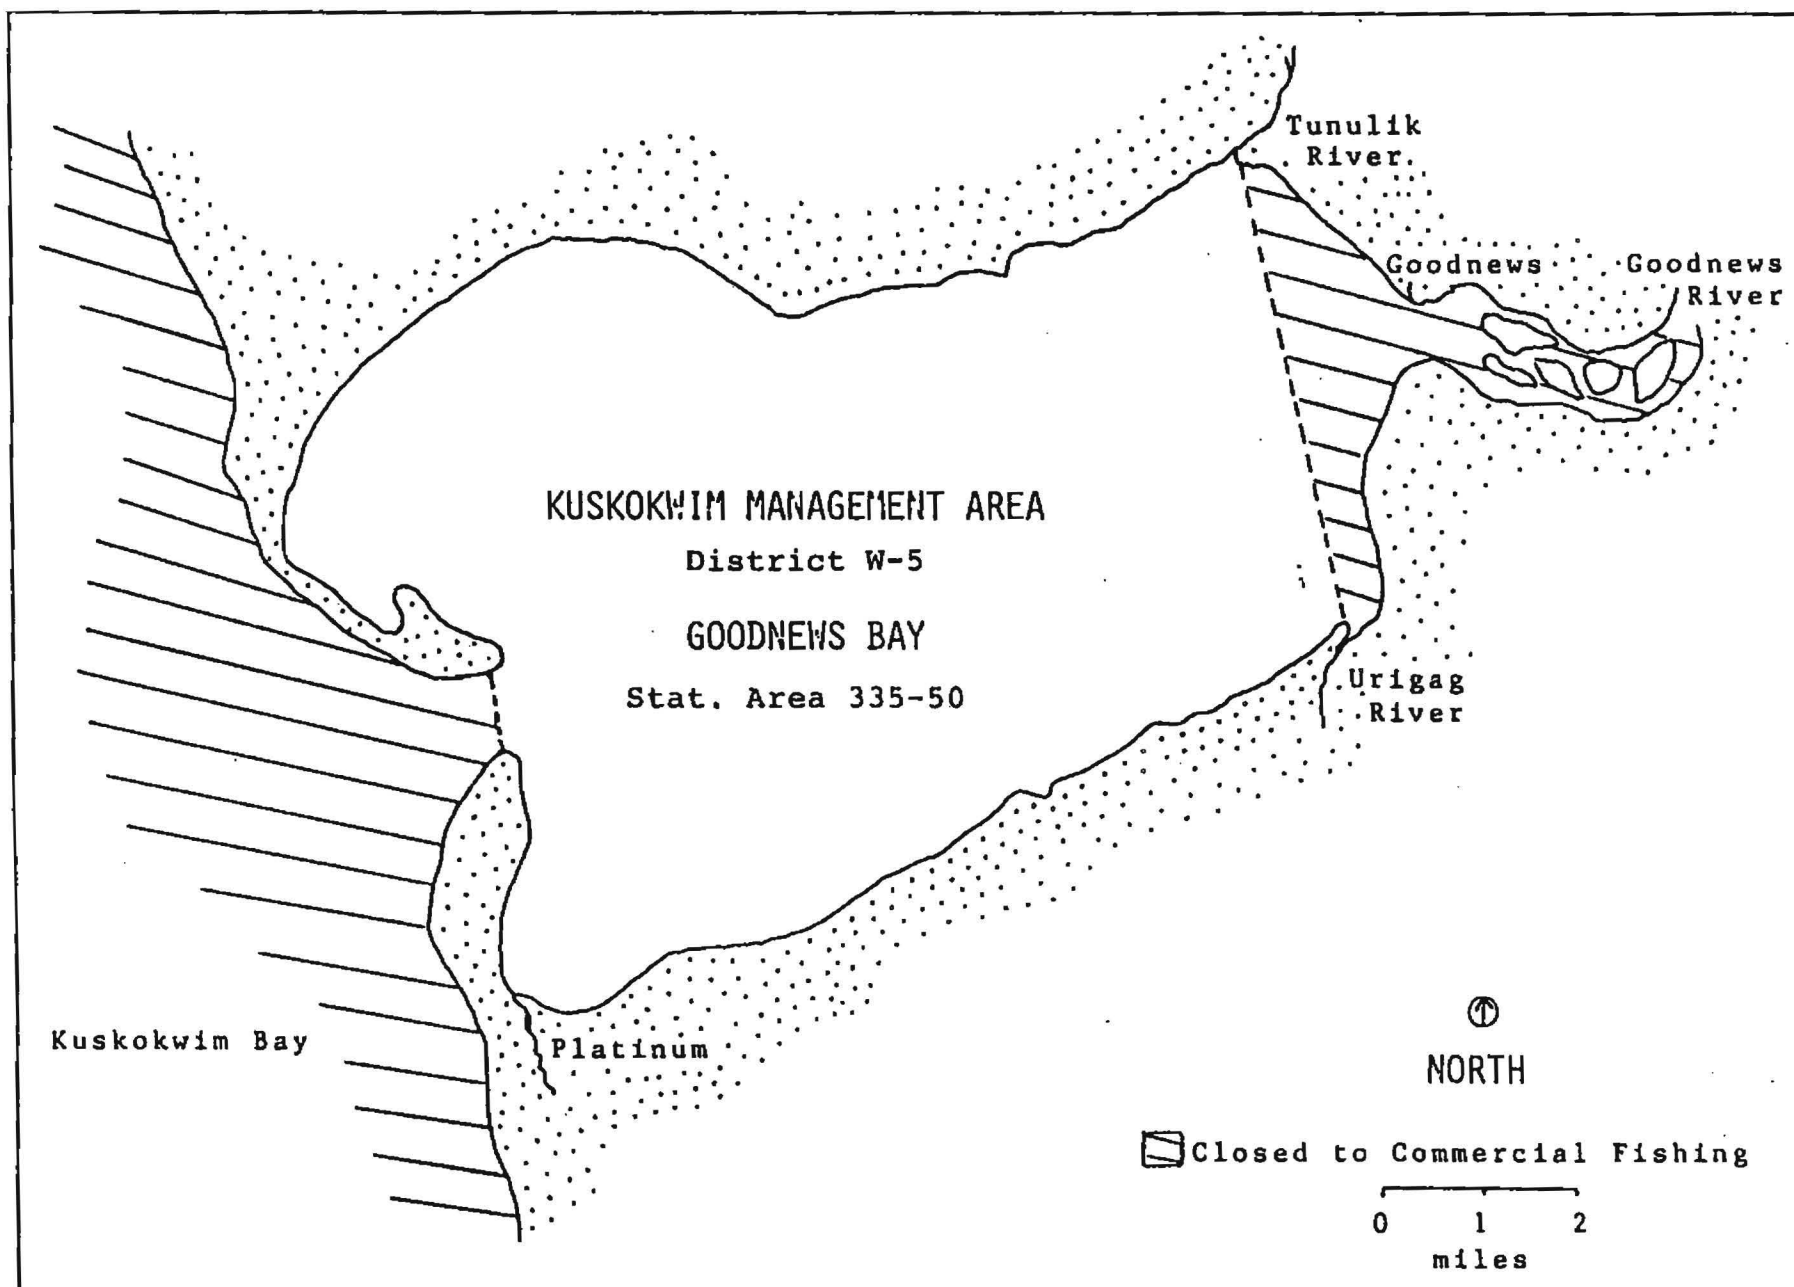 Tunulik
River
Goodnews
Goodnews
River
KUSKOKWIM MANAGEMENT AREA
District W-5
GOODNEWS BAY
Stat. Area 335-50
Urigag
River
Kuskokwim Bay
Platinum
NORTH
Closed to Commercial Fishing
0 1 2
miles